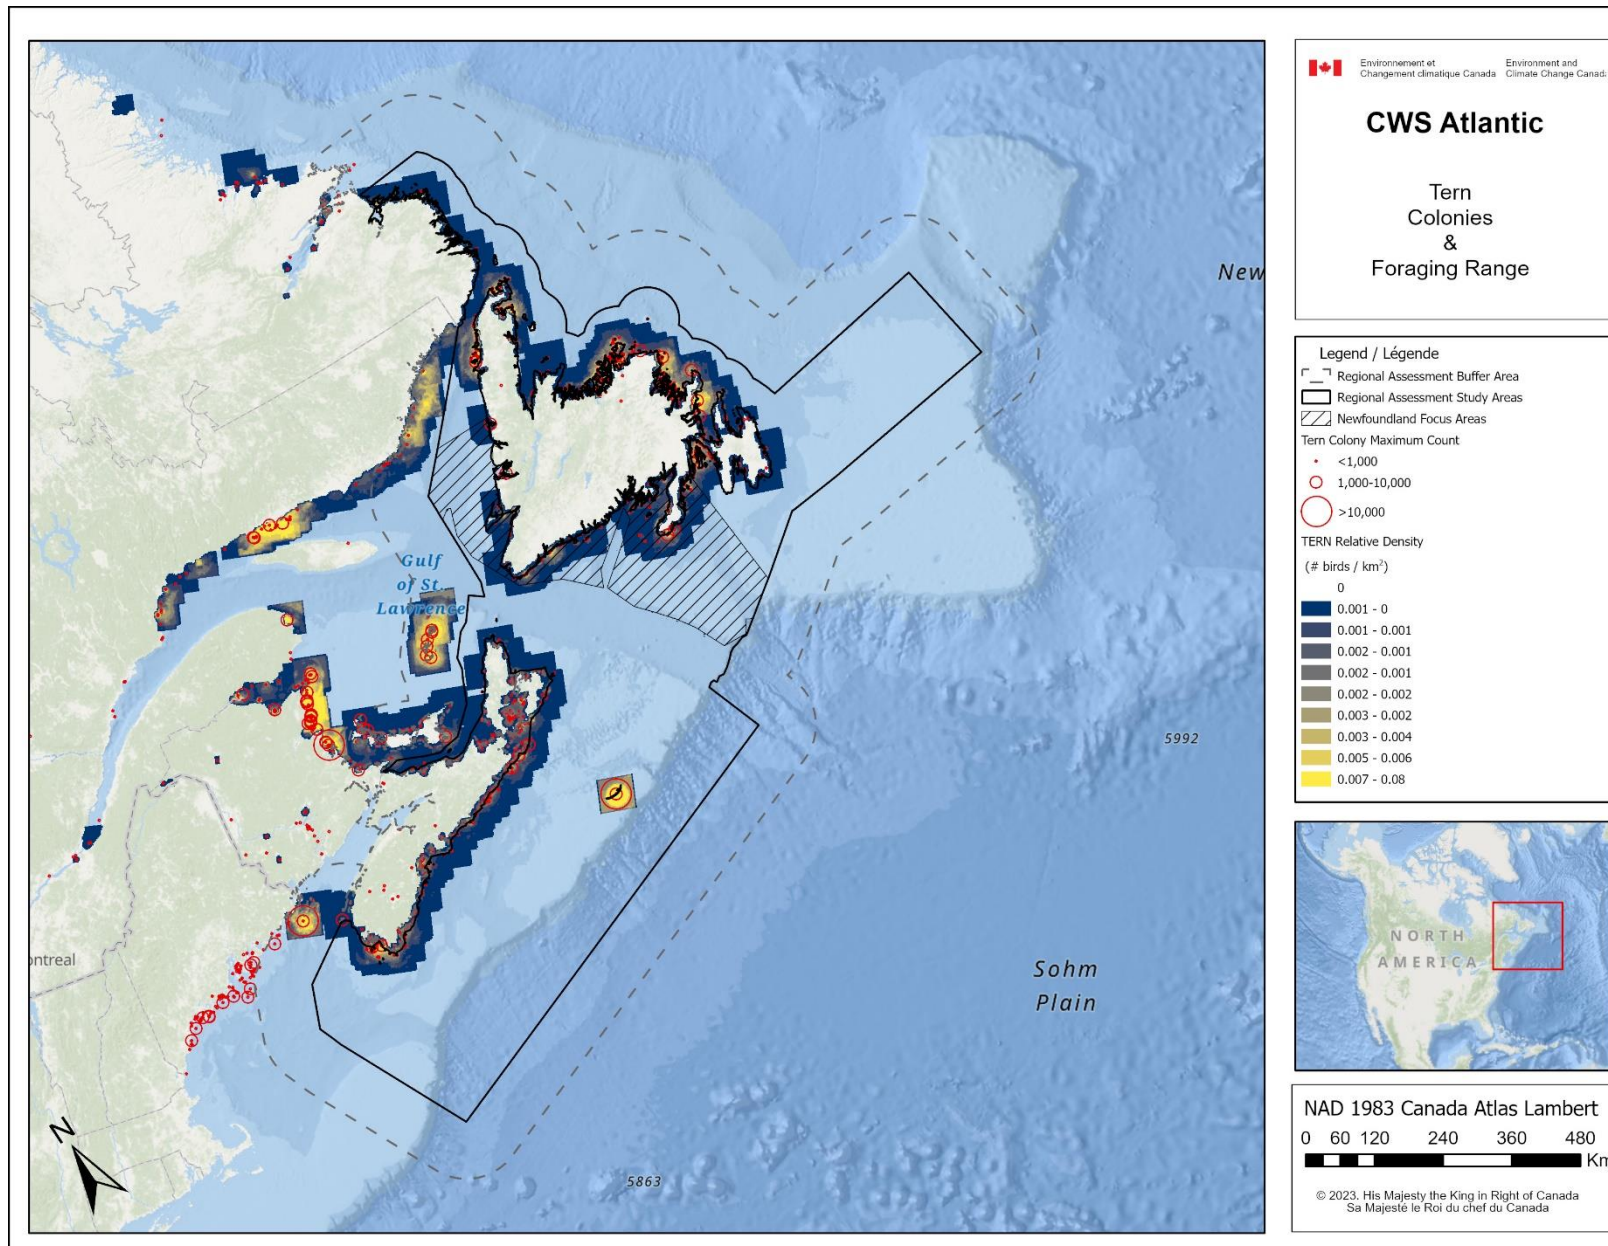 Environnement et
Changement climatique Canada
Environment and
Climate Change Canada
CWS Atlantic
Tern
Colonies
&
Foraging Range
Legend / Légende
Regional Assessment Buffer Area
Regional Assessment Study Areas
Newfoundland Focus Areas
Tern Colony Maximum Count
<1,000
1,000-10,000
>10,000
TERN Relative Density
(# birds / km²)
0
0.001 - 0
0.001 - 0.001
0.002 - 0.001
0.002 - 0.001
0.002 - 0.002
0.003 - 0.002
0.003 - 0.004
0.005 - 0.006
0.007 - 0.08
NORTH
AMERICA
NAD 1983 Canada Atlas Lambert
0 60 120 240 360 480
Km
© 2023. His Majesty the King in Right of Canada
Sa Majesté le Roi du chef du Canada
New
Gulf
of St.
Lawrence
5992
Sohm
Plain
5863
ontreal
N